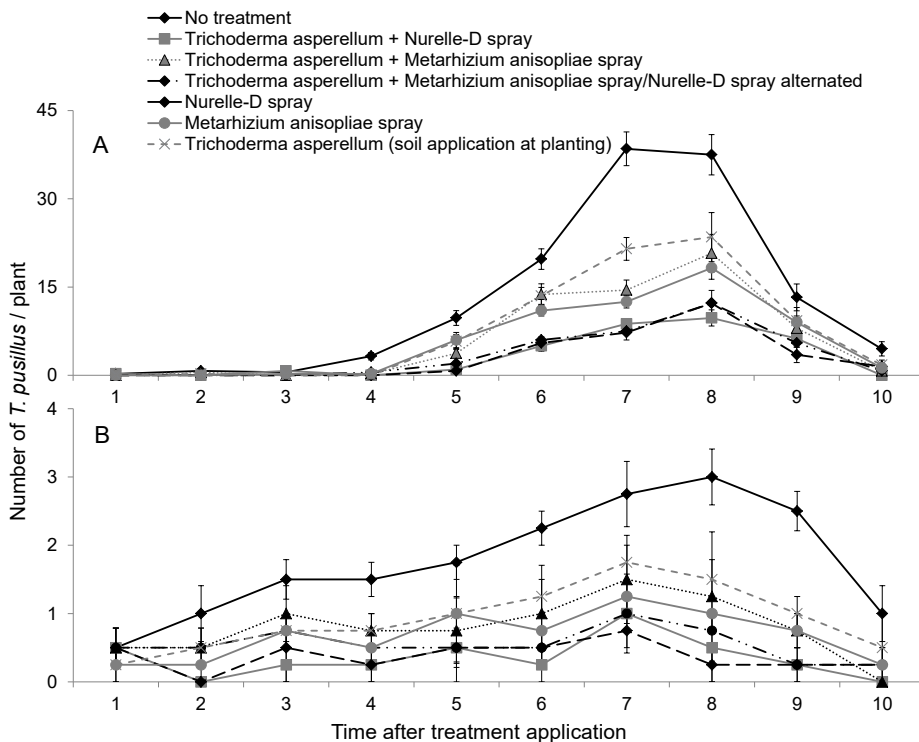 No treatment
Trichoderma asperellum + Nurelle-D spray
Trichoderma asperellum + Metarhizium anisopliae spray
Trichoderma asperellum + Metarhizium anisopliae spray/Nurelle-D spray alternated
Nurelle-D spray
Metarhizium anisopliae spray
Trichoderma asperellum (soil application at planting)
A
45
30
15
0
1 2 3 4 5 6 7 8 9 10
Number of T. pusillus / plant
B
4
3
2
1
0
1 2 3 4 5 6 7 8 9 10
Time after treatment application